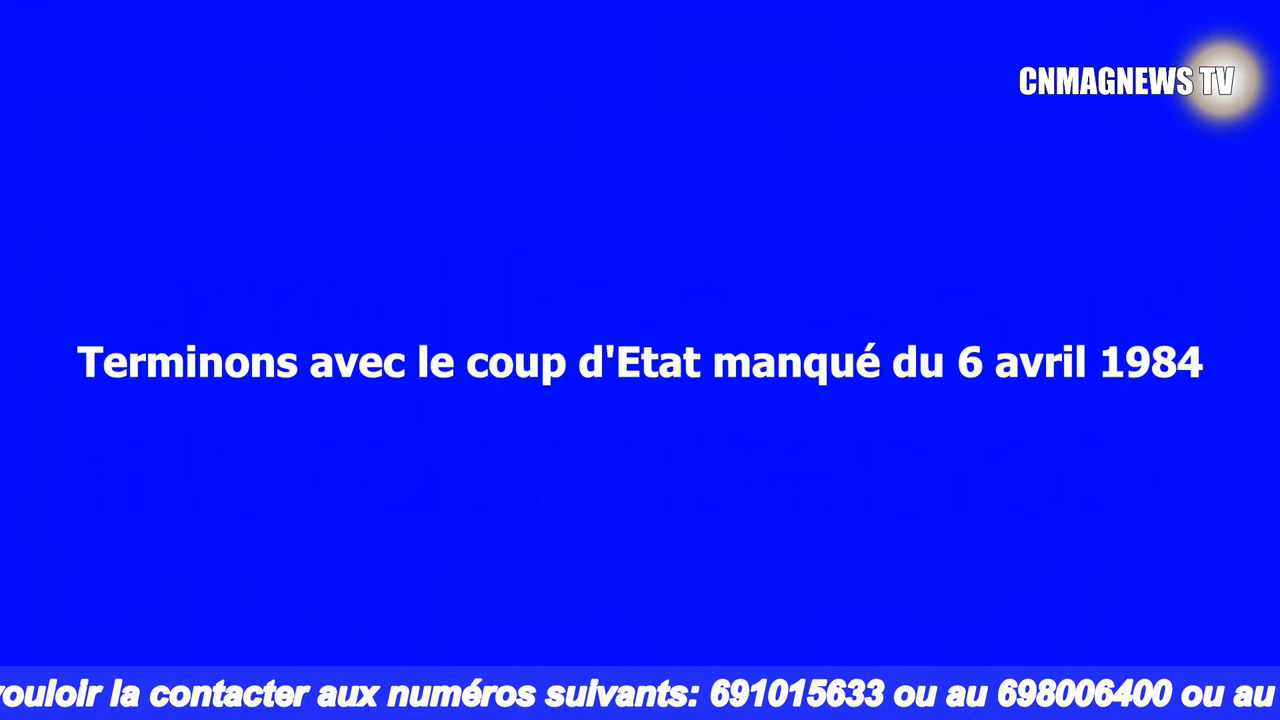 CNMAGNEWS TV
Terminons avec le coup d'Etat manqué du 6 avril 1984
vouloir la contacter aux numéros suivants: 691015633 ou au 698006400 ou au